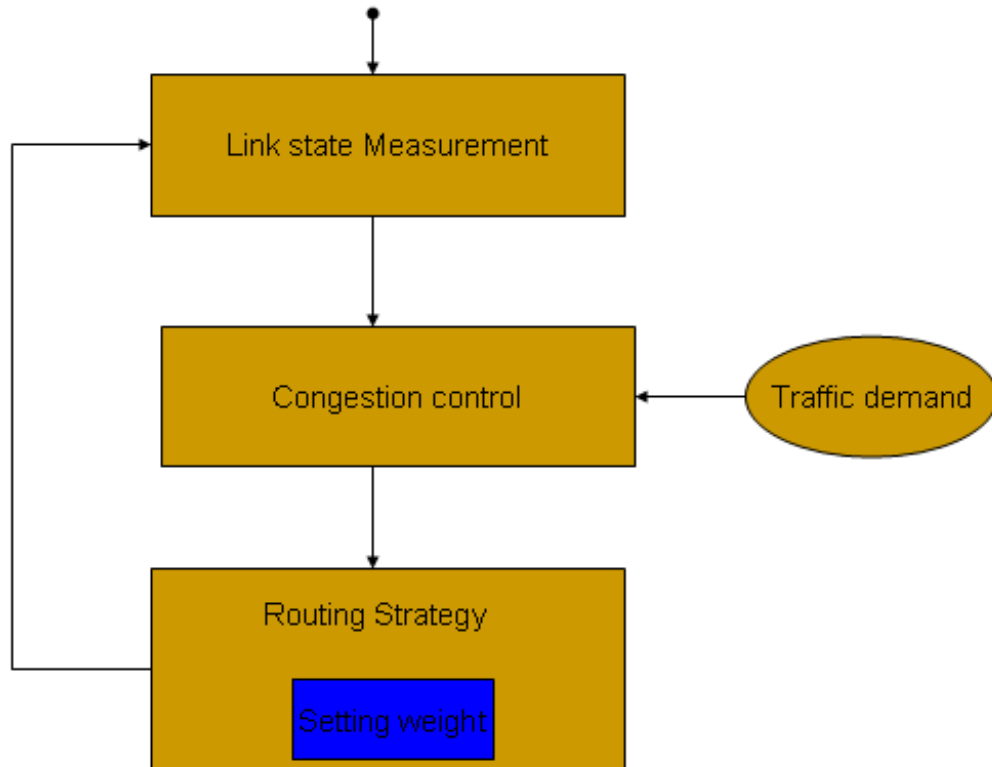 Link state Measurement
Congestion control
Traffic demand
Routing Strategy
Setting weight